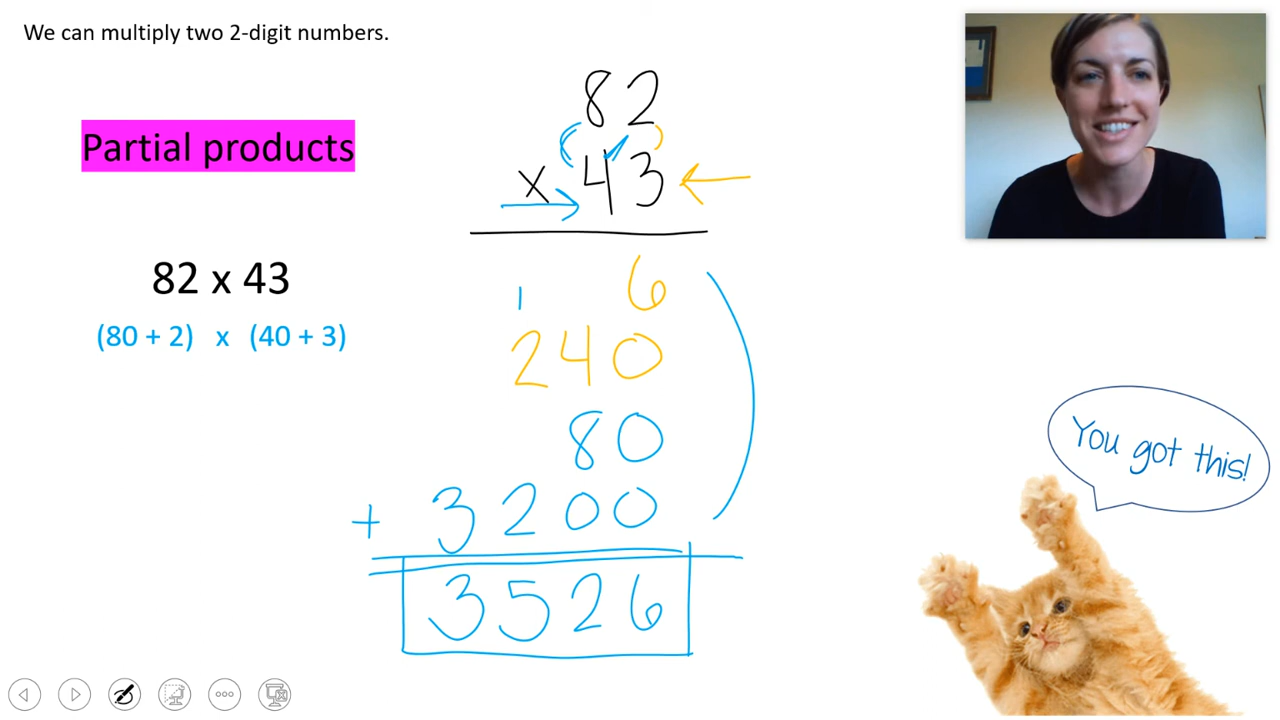 We can multiply two 2-digit numbers.
Partial products
82 x 43
(80 + 2) x (40 + 3)
82
x 43
6
1
240
80
+ 3200
3526
You got this!